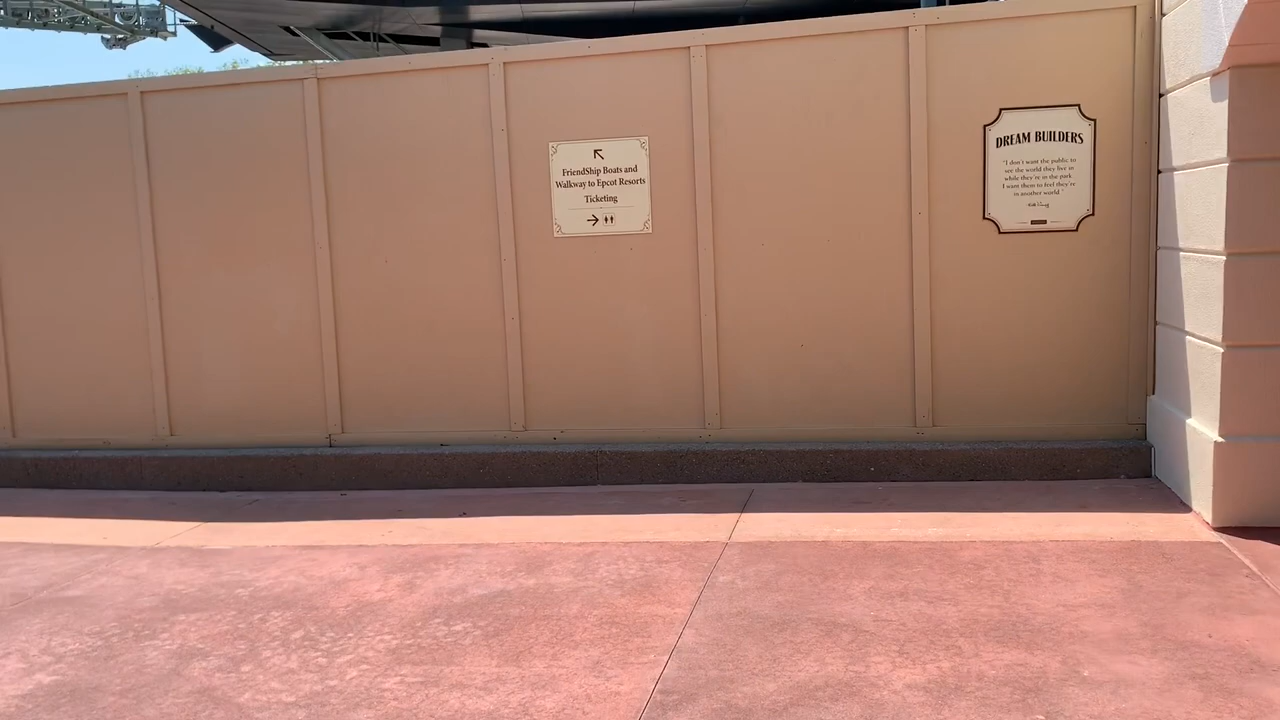 FriendShip Boats and
Walkway to Epcot Resorts
Ticketing
DREAM BUILDERS
"I don't want the public to
see the world they live in
while they're in the park.
I want them to feel they're
in another world."